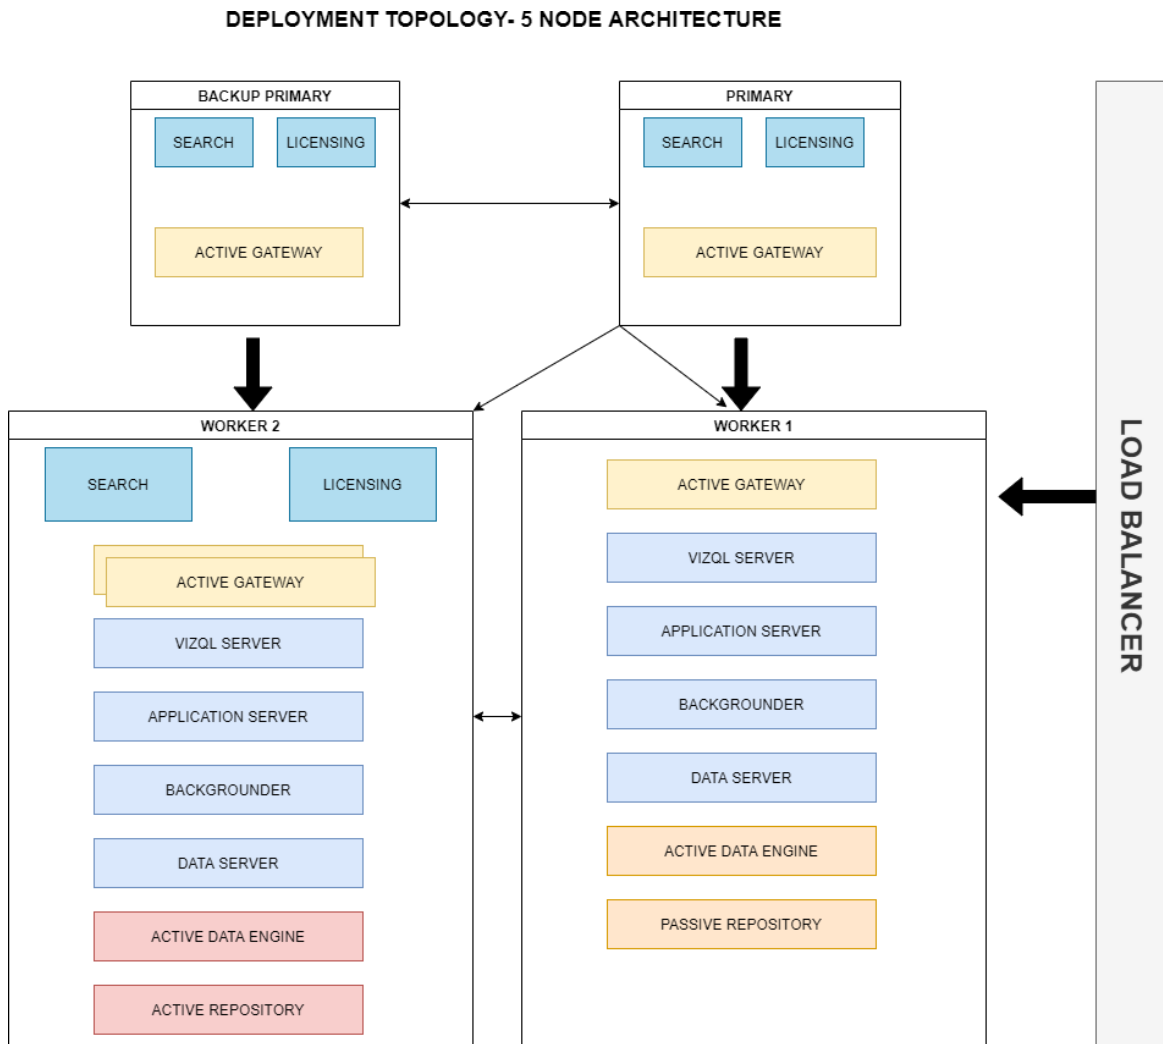 DEPLOYMENT TOPOLOGY- 5 NODE ARCHITECTURE
BACKUP PRIMARY
SEARCH
LICENSING
ACTIVE GATEWAY
PRIMARY
SEARCH
LICENSING
ACTIVE GATEWAY
WORKER 2
SEARCH
LICENSING
ACTIVE GATEWAY
VIZQL SERVER
APPLICATION SERVER
BACKGROUNDER
DATA SERVER
ACTIVE DATA ENGINE
ACTIVE REPOSITORY
WORKER 1
ACTIVE GATEWAY
VIZQL SERVER
APPLICATION SERVER
BACKGROUNDER
DATA SERVER
ACTIVE DATA ENGINE
PASSIVE REPOSITORY
LOAD BALANCER